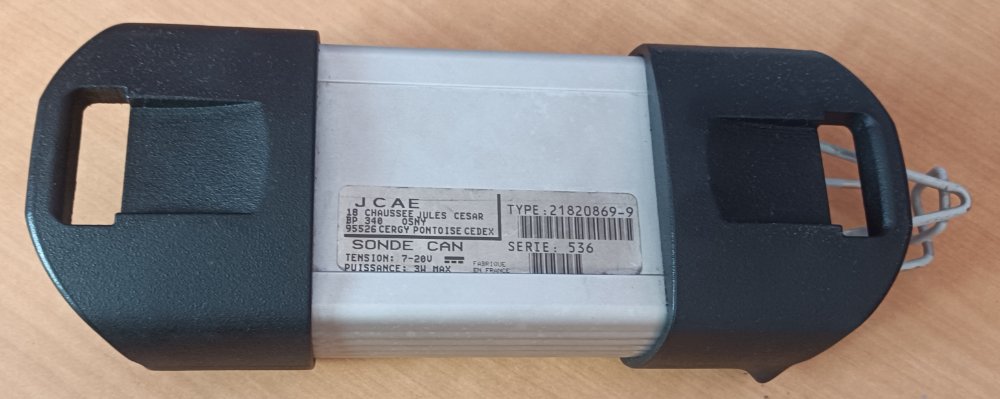 JCAE
18 CHAUSSEE JULES CESAR
BP 340 OSNY
95526 CERGY PONTOISE CEDEX
TYPE:21820869-9
SONDE CAN
SERIE: 536
TENSION: 7-20V
PUISSANCE: 3W MAX
FABRIQUE
EN FRANCE